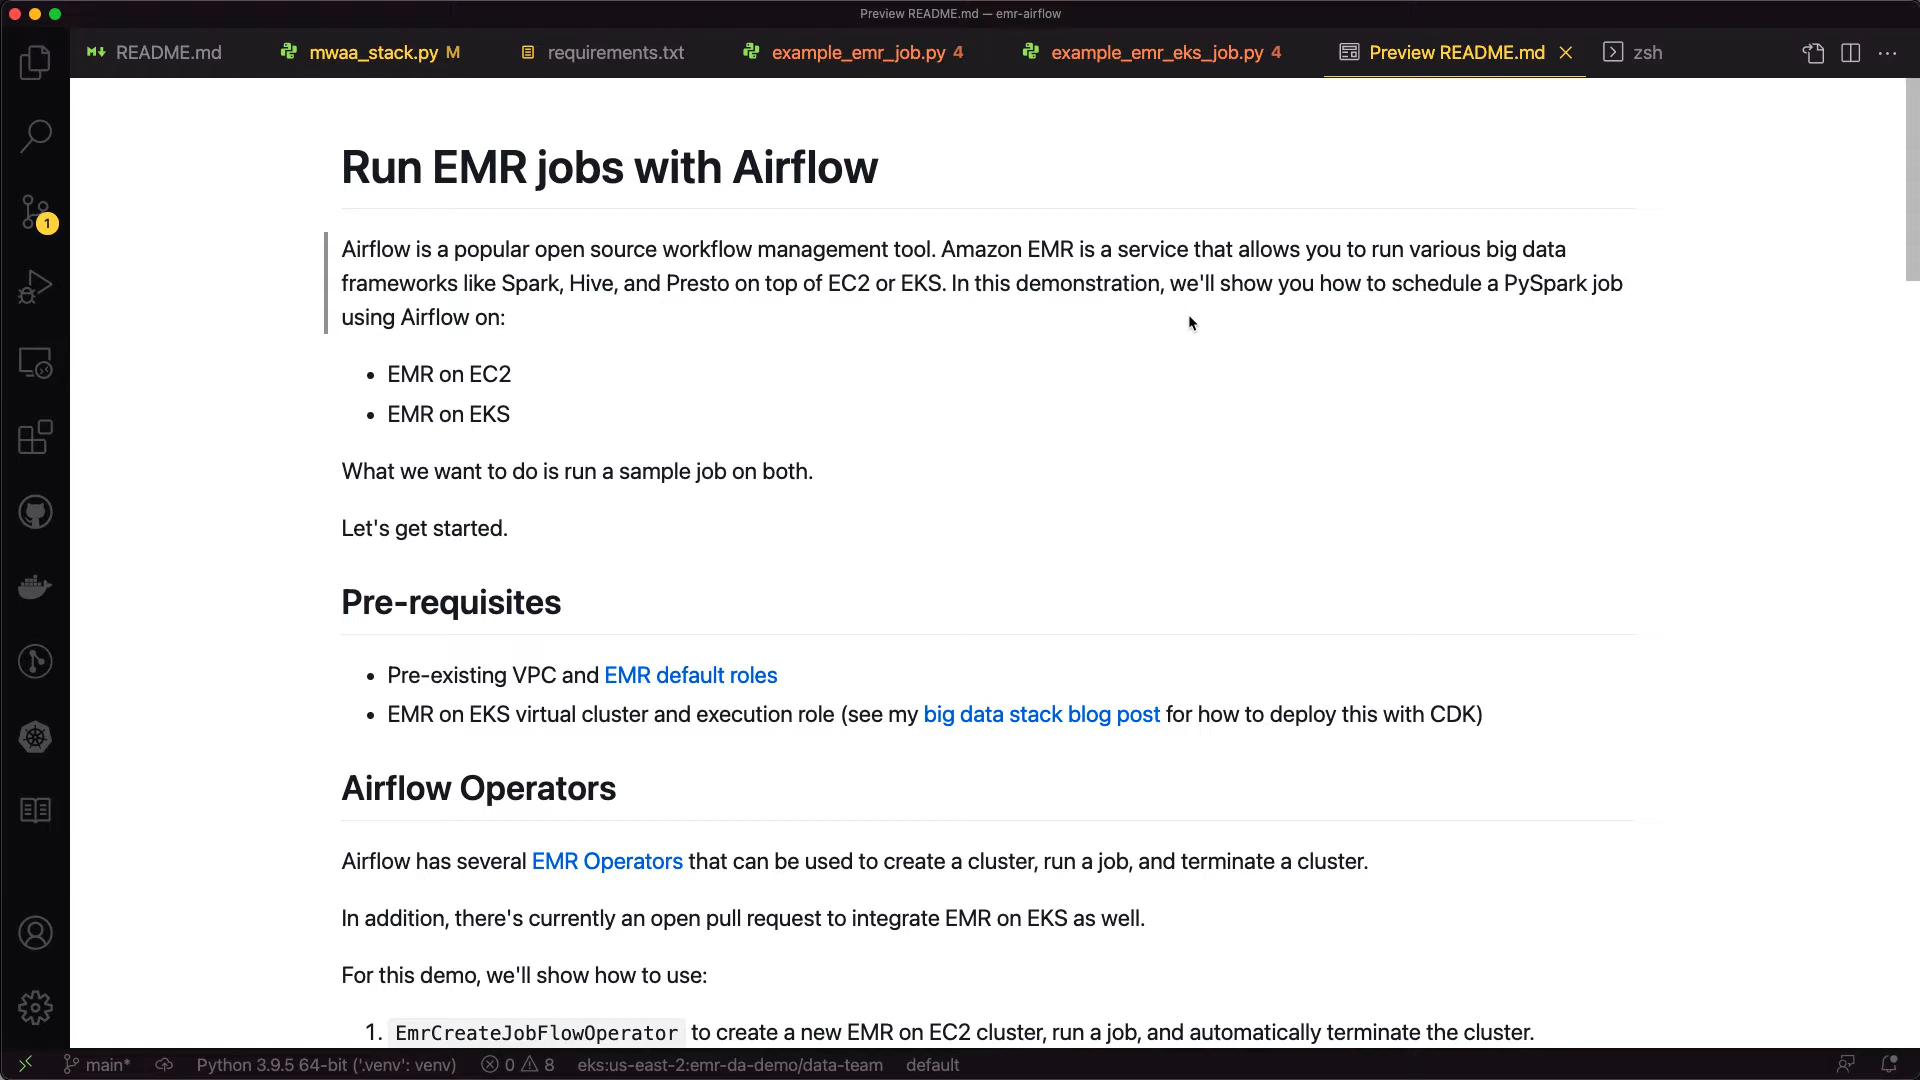 Preview README.md — emr-airflow
README.md
mwaa_stack.py M
requirements.txt
example_emr_job.py 4
example_emr_eks_job.py 4
Preview README.md
zsh
1
Run EMR jobs with Airflow
Airflow is a popular open source workflow management tool. Amazon EMR is a service that allows you to run various big data
frameworks like Spark, Hive, and Presto on top of EC2 or EKS. In this demonstration, we'll show you how to schedule a PySpark job
using Airflow on:
• EMR on EC2
• EMR on EKS
What we want to do is run a sample job on both.
Let's get started.
Pre-requisites
• Pre-existing VPC and EMR default roles
• EMR on EKS virtual cluster and execution role (see my big data stack blog post for how to deploy this with CDK)
Airflow Operators
Airflow has several EMR Operators that can be used to create a cluster, run a job, and terminate a cluster.
In addition, there's currently an open pull request to integrate EMR on EKS as well.
For this demo, we'll show how to use:
1. EmrCreateJobFlowOperator to create a new EMR on EC2 cluster, run a job, and automatically terminate the cluster.
main* Python 3.9.5 64-bit ('.venv': venv) 0 8 eks:us-east-2:emr-da-demo/data-team default